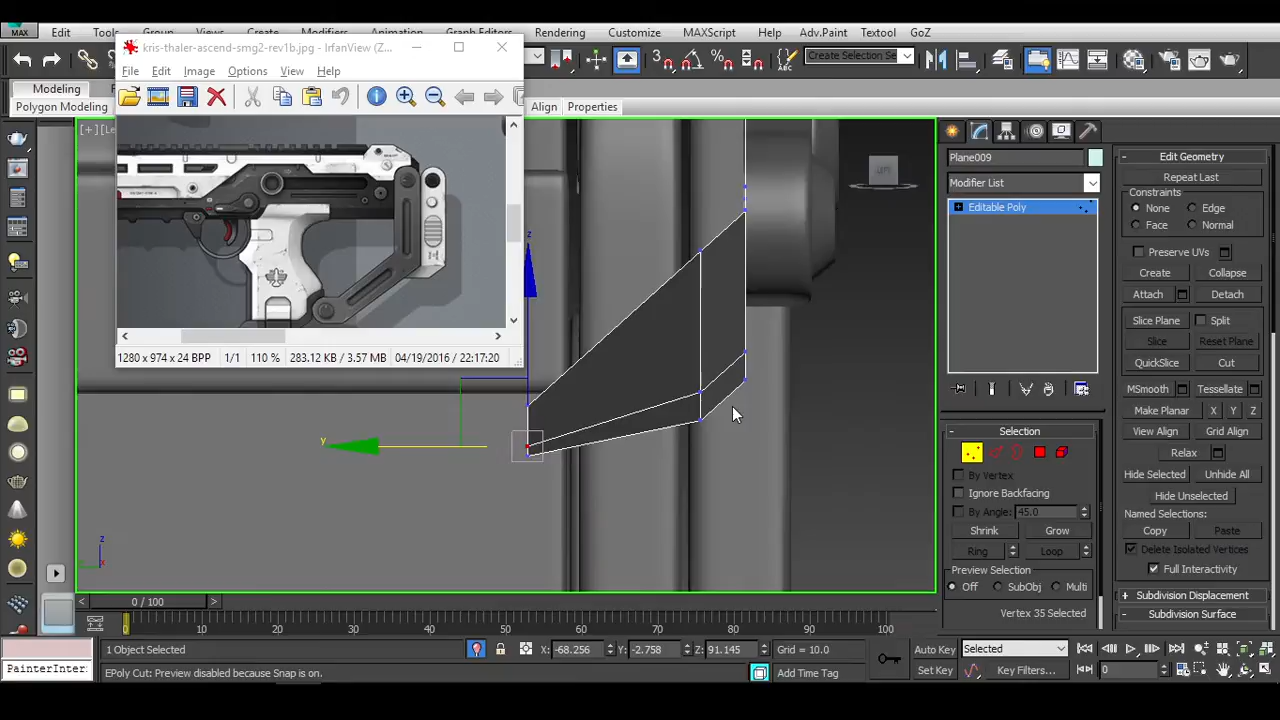 MAX
Edit
Tools
Group
Views
Create
Modifiers
Animation
Graph Editors
Rendering
Customize
MAXScript
Help
Adv.Paint
Textool
GoZ
kris-thaler-ascend-smg2-rev1b.jpg - IrfanView (Z...
File Edit Image Options View Help
Create Selection Se
Modeling
Polygon Modeling
Align
Properties
[+]
z
y
1280 x 974 x 24 BPP 1/1 110 % 283.12 KB / 3.57 MB 04/19/2016 / 22:17:20
Plane009
Modifier List
Editable Poly
Selection
By Vertex
Ignore Backfacing
By Angle: 45.0
Shrink Grow
Ring Loop
Preview Selection
Off SubObj Multi
Vertex 35 Selected
Edit Geometry
Repeat Last
Constraints
None Edge
Face Normal
Preserve UVs
Create Collapse
Attach Detach
Slice Plane Split
Slice Reset Plane
QuickSlice Cut
MSmooth Tessellate
Make Planar X Y Z
View Align Grid Align
Relax
Hide Selected Unhide All
Hide Unselected
Named Selections:
Copy Paste
Delete Isolated Vertices
Full Interactivity
Subdivision Displacement
Subdivision Surface
z
x
< 0 / 100 >
0 10 20 30 40 50 60 70 80 90 100
PainterInter
1 Object Selected
X: -68.256 Y: -2.758 Z: 91.145 Grid = 10.0
EPoly Cut: Preview disabled because Snap is on.
Add Time Tag
Auto Key Selected
Set Key Key Filters...
0